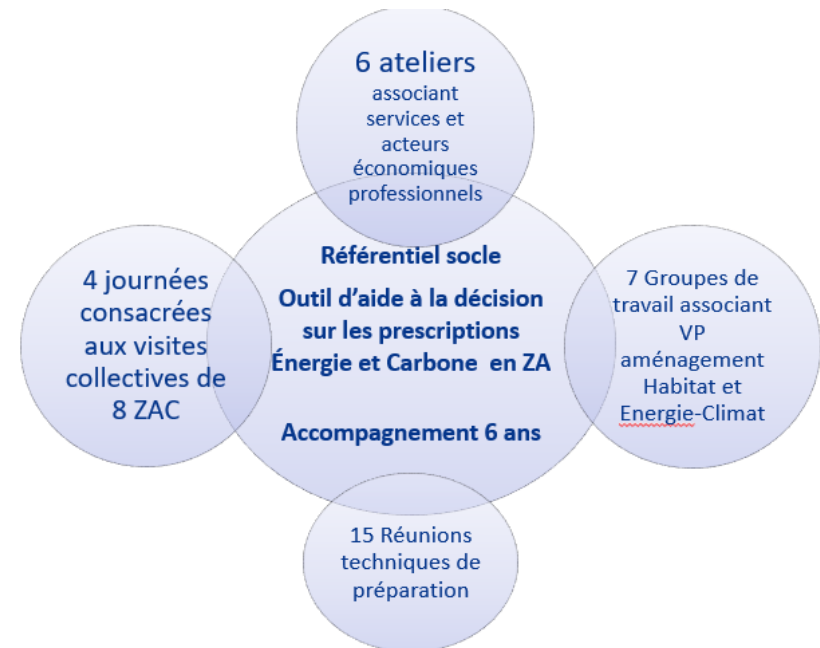 6 ateliers
associant
services et
acteurs
économiques
professionnels
Référentiel socle
Outil d'aide à la décision
sur les prescriptions
Énergie et Carbone en ZA
Accompagnement 6 ans
4 journées
consacrées
aux visites
collectives de
8 ZAC
7 Groupes de
travail associant
VP
aménagement
Habitat et
Energie-Climat
15 Réunions
techniques de
préparation